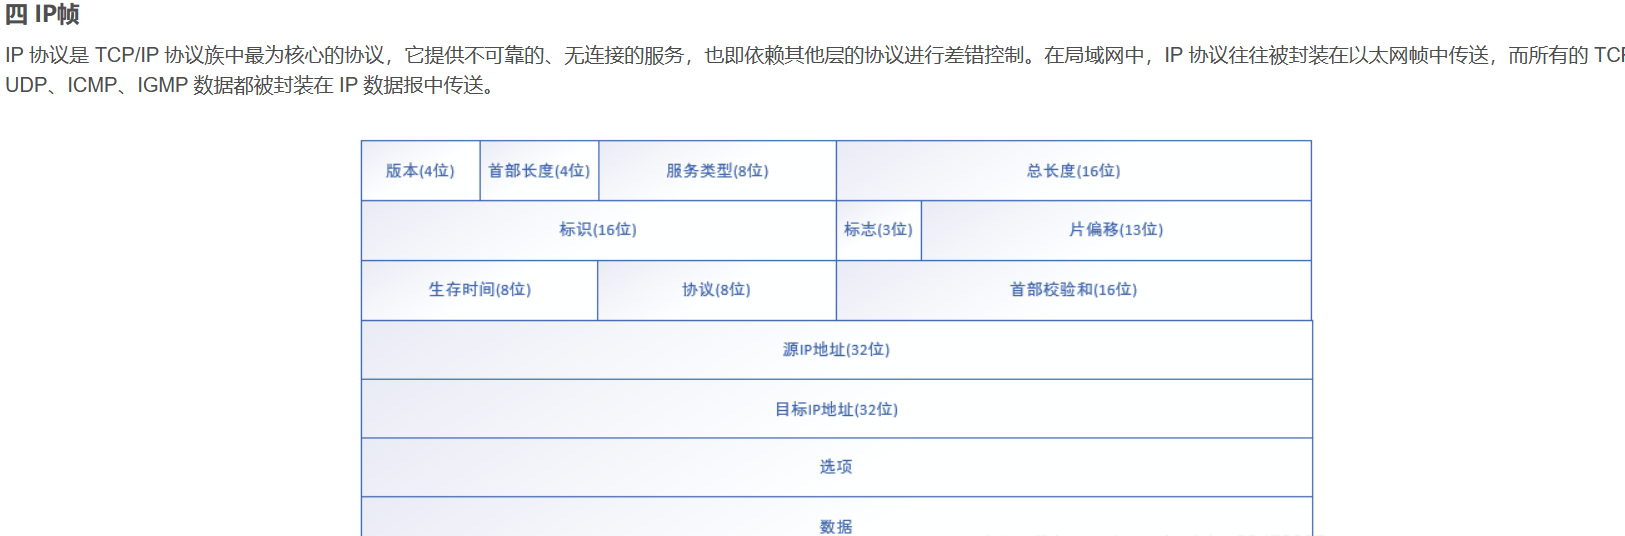 四 IP帧
IP 协议是 TCP/IP 协议族中最为核心的协议，它提供不可靠的、无连接的服务，也即依赖其他层的协议进行差错控制。在局域网中，IP 协议往往被封装在以太网帧中传送，而所有的
UDP、ICMP、IGMP 数据都被封装在 IP 数据报中传送。
版本(4位) 首部长度(4位) 服务类型(8位) 总长度(16位)
标识(16位) 标志(3位) 片偏移(13位)
生存时间(8位) 协议(8位) 首部校验和(16位)
源IP地址(32位)
目标IP地址(32位)
选项
数据